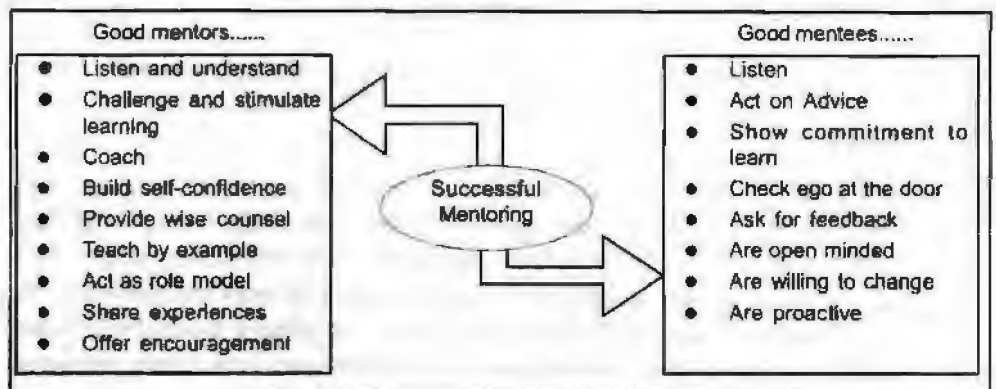 Good mentors......
● Listen and understand
● Challenge and stimulate
learning
● Coach
● Build self-confidence
● Provide wise counsel
● Teach by example
● Act as role model
● Share experiences
● Offer encouragement
Successful
Mentoring
Good mentees......
● Listen
● Act on Advice
● Show commitment to
learn
● Check ego at the door
● Ask for feedback
● Are open minded
● Are willing to change
● Are proactive